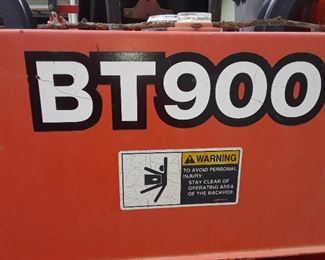 BT900
WARNING
TO AVOID PERSONAL
INJURY:
STAY CLEAR OF
OPERATING AREA
OF THE BACKHOE.